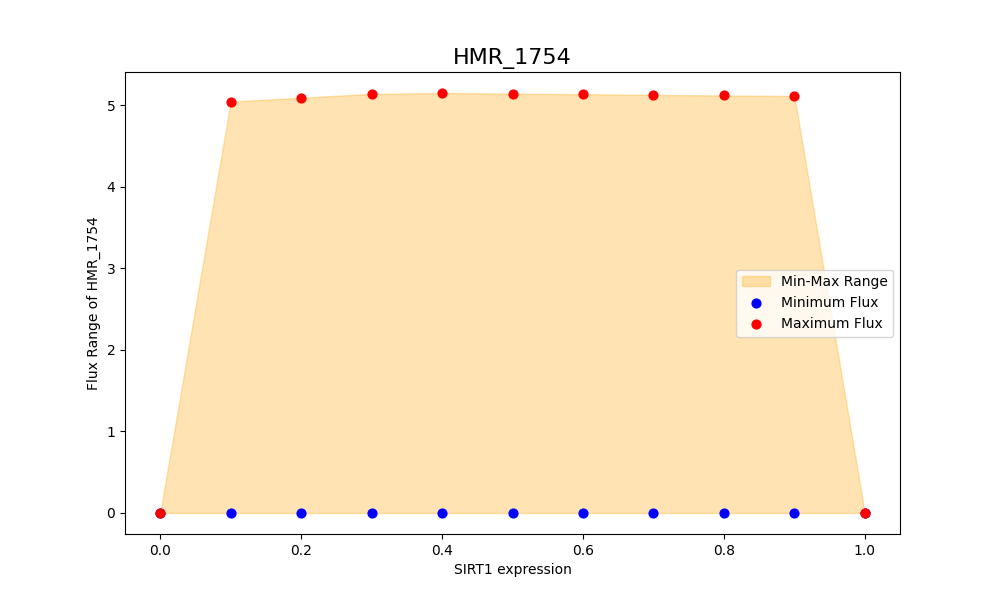 HMR_1754
Flux Range of HMR_1754
5
4
3
2
1
0
Min-Max Range
Minimum Flux
Maximum Flux
0.0 0.2 0.4 0.6 0.8 1.0
SIRT1 expression